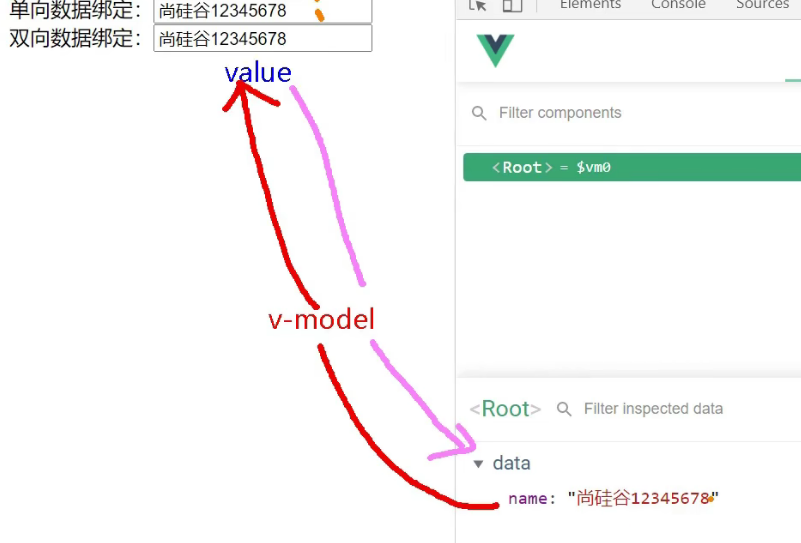 单向数据绑定：尚硅谷12345678
双向数据绑定：尚硅谷12345678
value
v-model
Elements Console Sources
Filter components
<Root> = $vm0
<Root> Filter inspected data
data
name: "尚硅谷12345678"